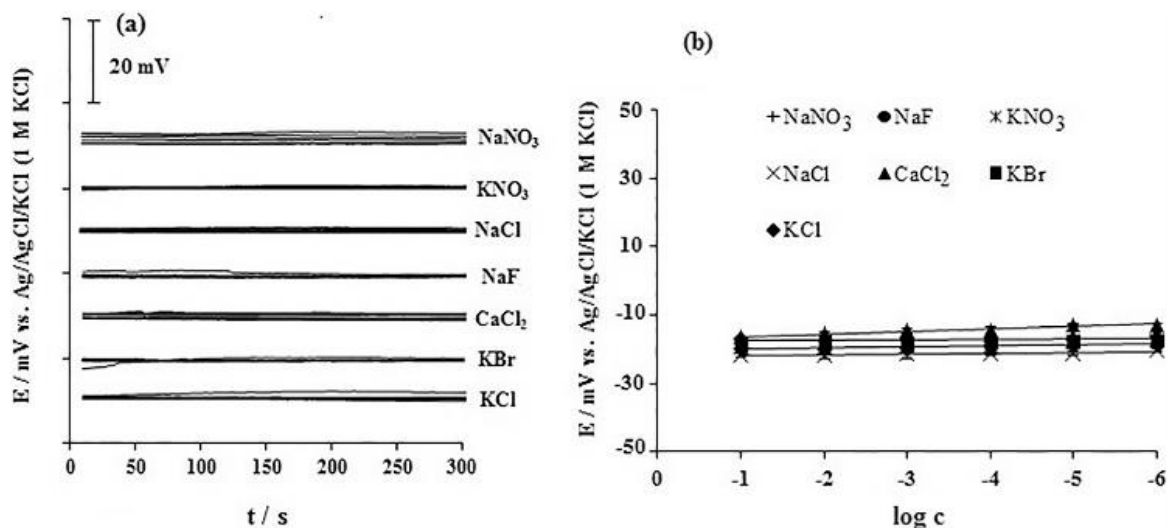 (a)
20 mV
E / mV vs. Ag/AgCl/KCl (1 M KCl)
NaNO₃
KNO₃
NaCl
NaF
CaCl₂
KBr
KCl
0 50 100 150 200 250 300
t / s
(b)
E / mV vs. Ag/AgCl/KCl (1 M KCl)
50
30
10
-10
-30
-50
NaNO₃ NaF KNO₃
NaCl CaCl₂ KBr
KCl
0 -1 -2 -3 -4 -5 -6
log c